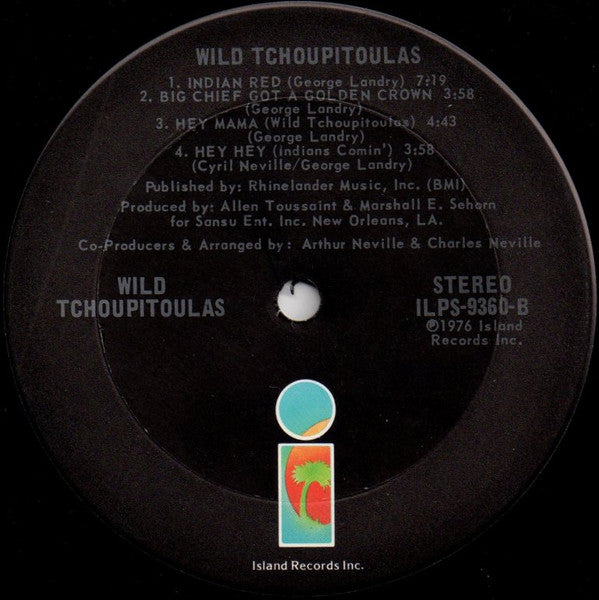 WILD TCHOUPITOULAS
1. INDIAN RED (George Landry) 7:19
2. BIG CHIEF GOT A GOLDEN CROWN 3:58
(George Landry)
3. HEY MAMA (Wild Tchoupitoulas) 4:43
(George Landry)
4. HEY HEY (Indians Comin') 3:58
(Cyril Neville/George Landry)
Published by: Rhinelander Music, Inc. (BMI)
Produced by: Allen Toussaint & Marshall E. Sehorn
for Sansu Ent. Inc. New Orleans, LA.
Co-Producers & Arranged by: Arthur Neville & Charles Neville
WILD
TCHOUPITOULAS
STEREO
ILPS-9360-B
℗1976 Island
Records Inc.
Island Records Inc.